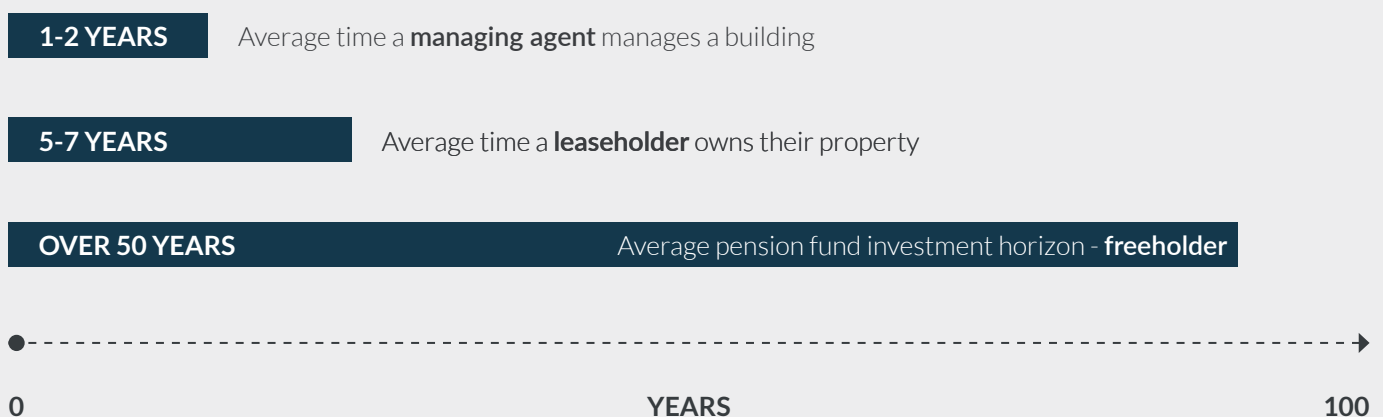 1-2 YEARS Average time a managing agent manages a building
5-7 YEARS Average time a leaseholder owns their property
OVER 50 YEARS Average pension fund investment horizon - freeholder
0 YEARS 100